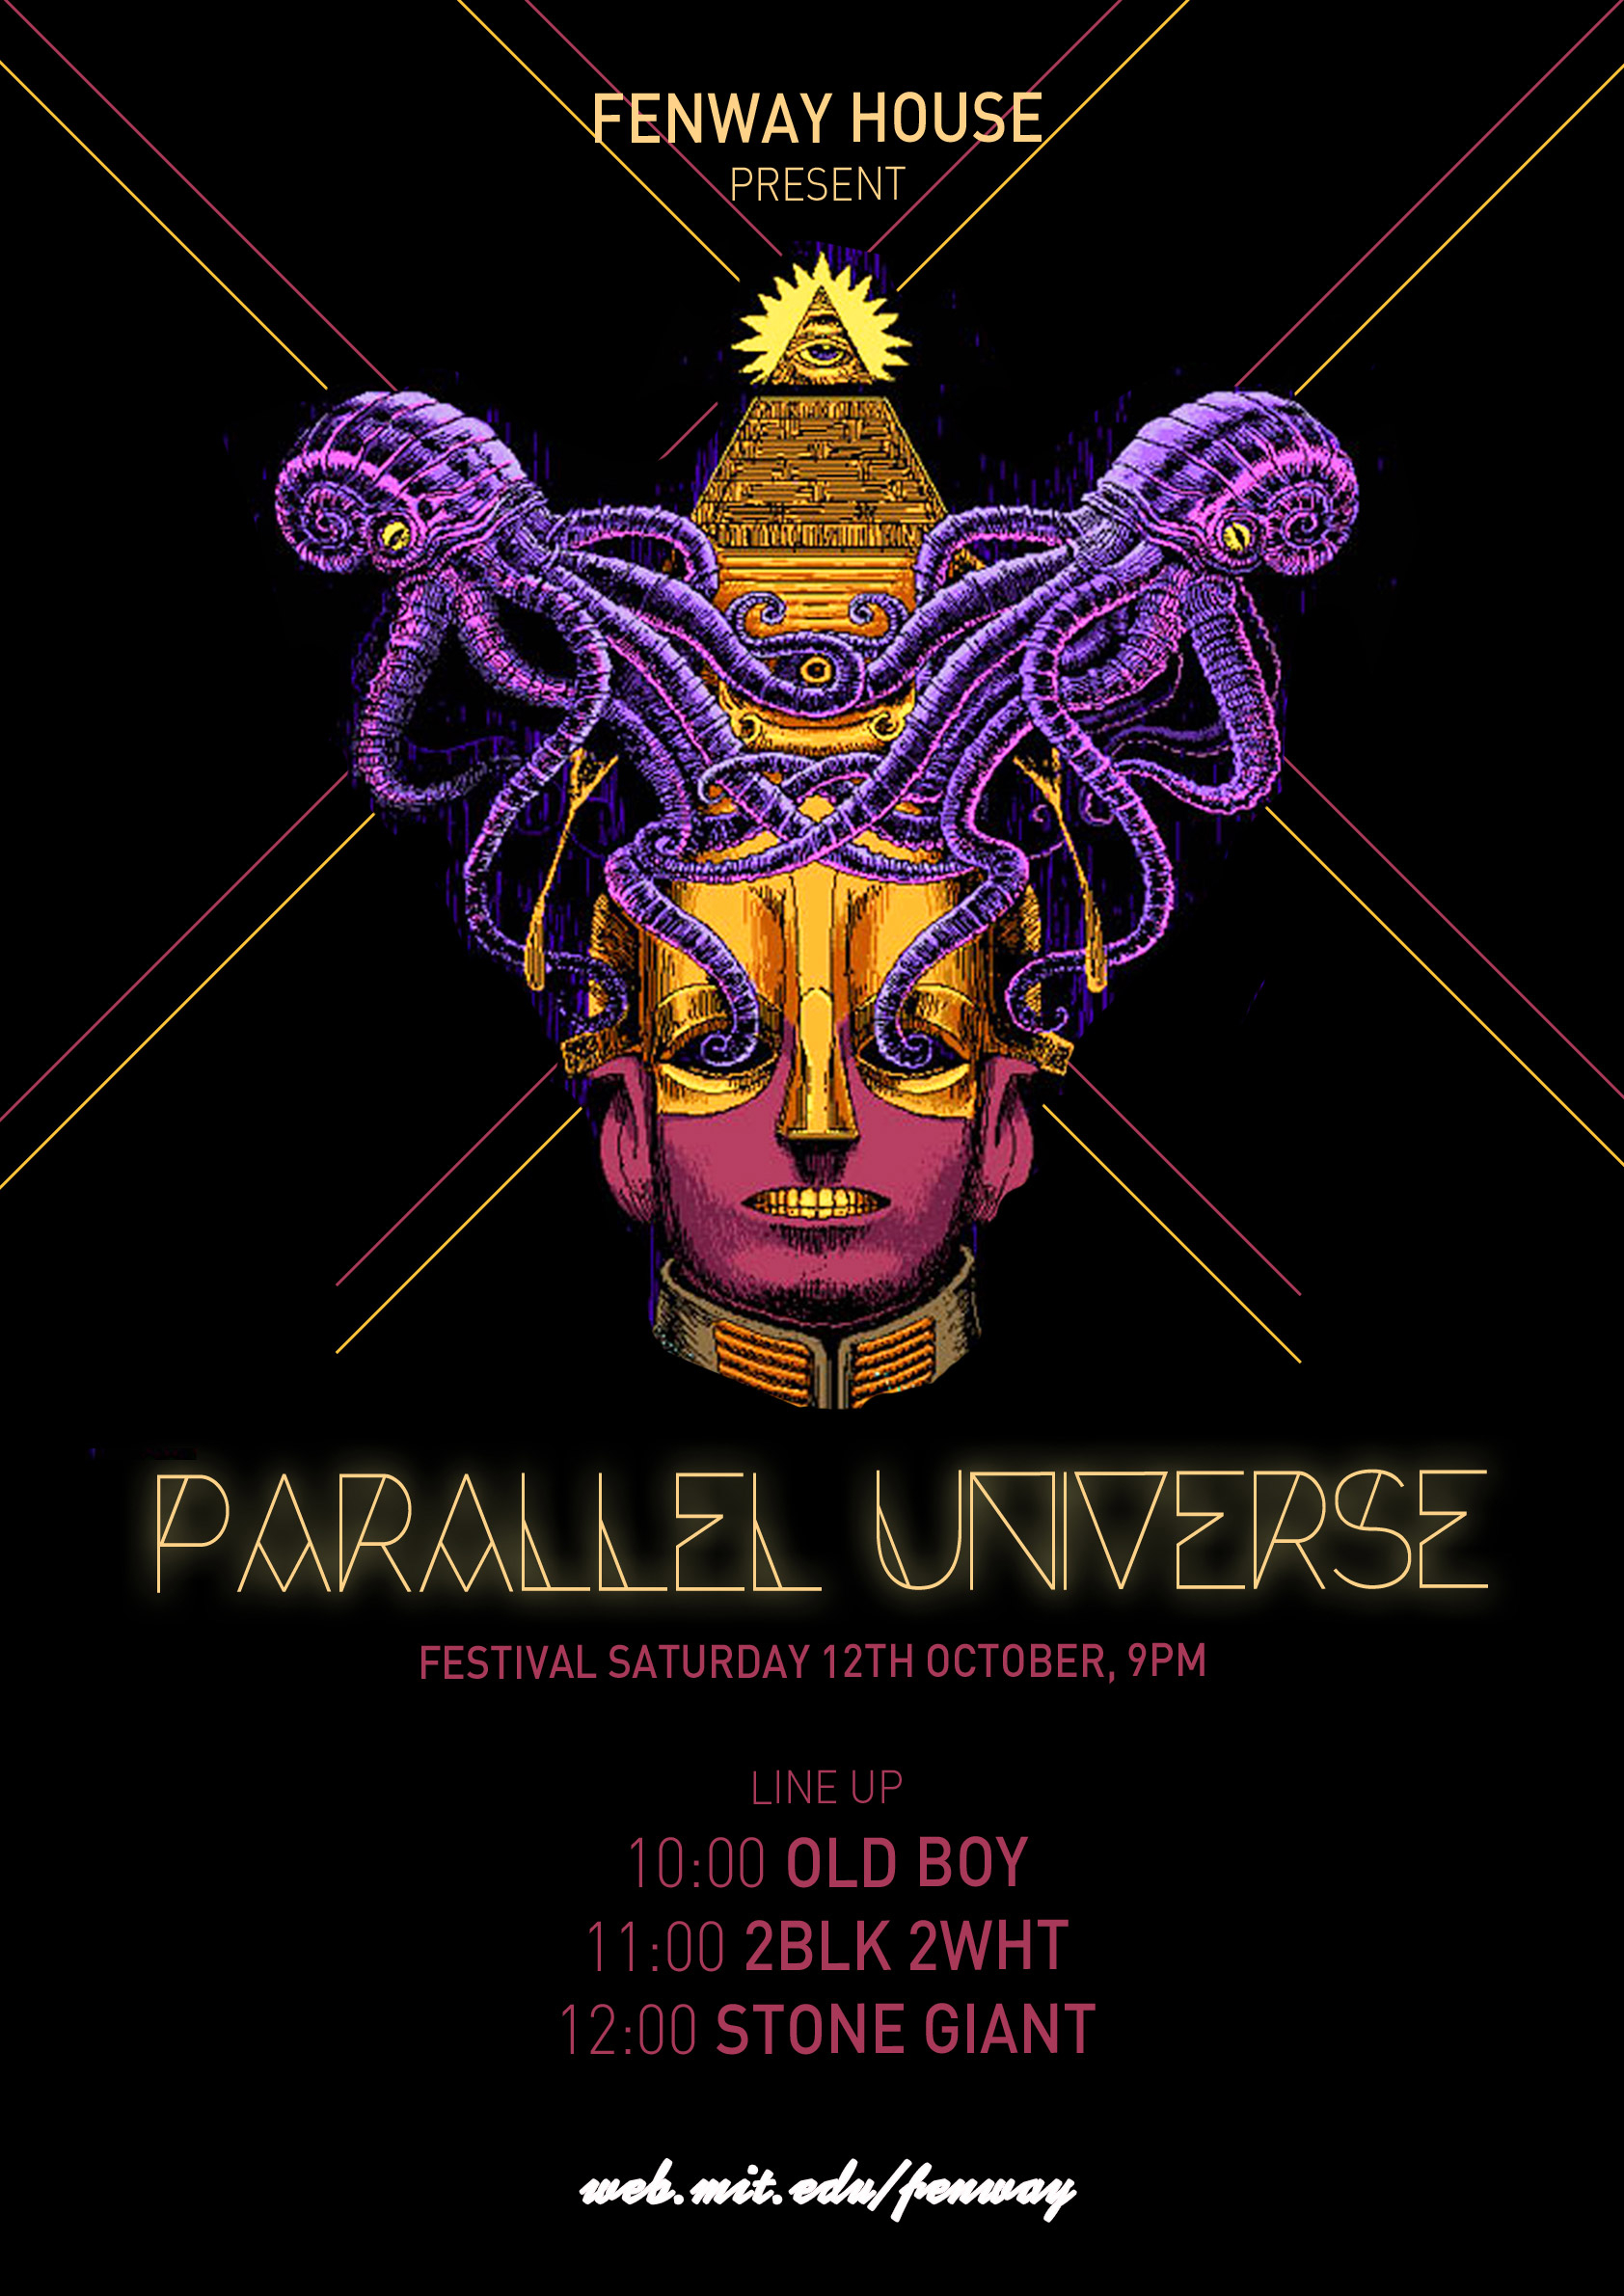 FENWAY HOUSE
PRESENT
PARALLEL UNIVERSE
FESTIVAL SATURDAY 12TH OCTOBER, 9PM
LINE UP
10:00 OLD BOY
11:00 2BLK 2WHT
12:00 STONE GIANT
web.mit.edu/fenway